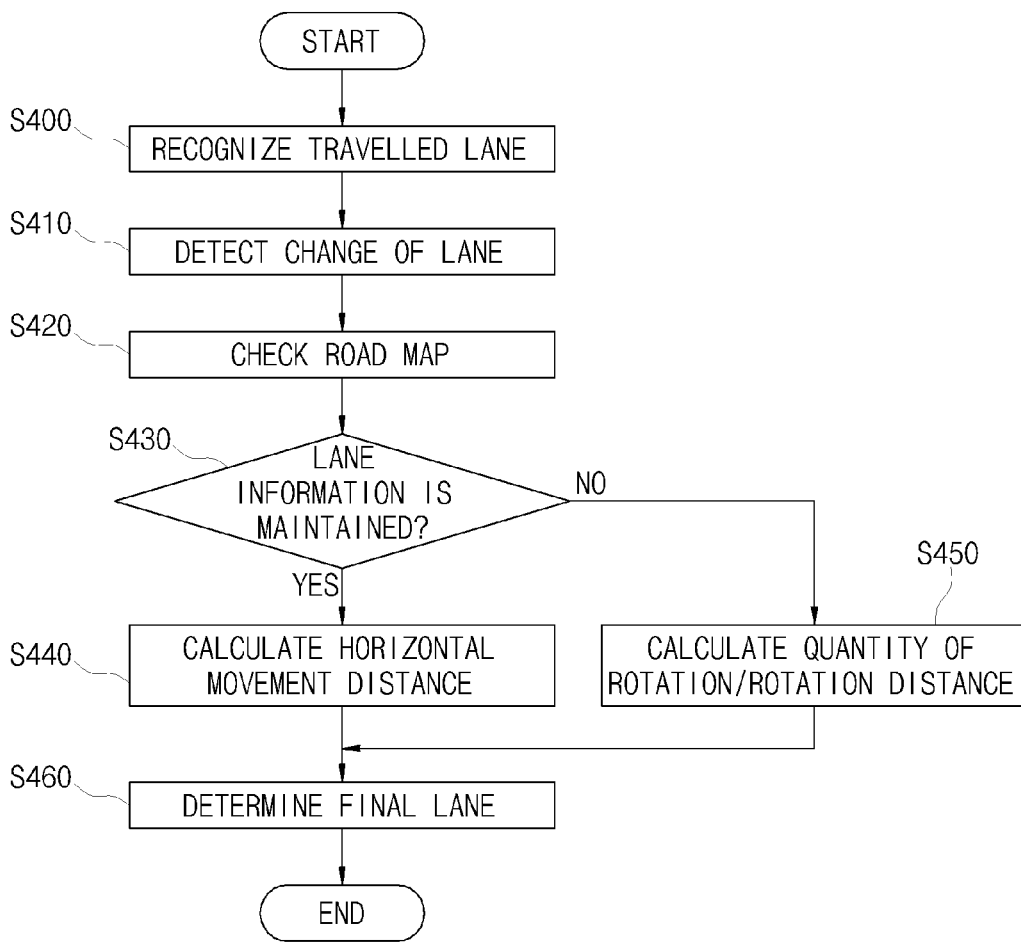 START
S400
RECOGNIZE TRAVELLED LANE
S410
DETECT CHANGE OF LANE
S420
CHECK ROAD MAP
S430
LANE
INFORMATION IS
MAINTAINED?
NO
YES
S440
CALCULATE HORIZONTAL
MOVEMENT DISTANCE
S450
CALCULATE QUANTITY OF
ROTATION/ROTATION DISTANCE
S460
DETERMINE FINAL LANE
END